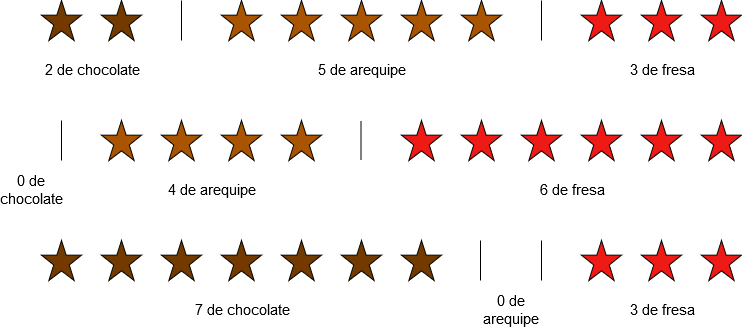 2 de chocolate
5 de arequipe
3 de fresa
0 de
chocolate
4 de arequipe
6 de fresa
7 de chocolate
0 de
arequipe
3 de fresa